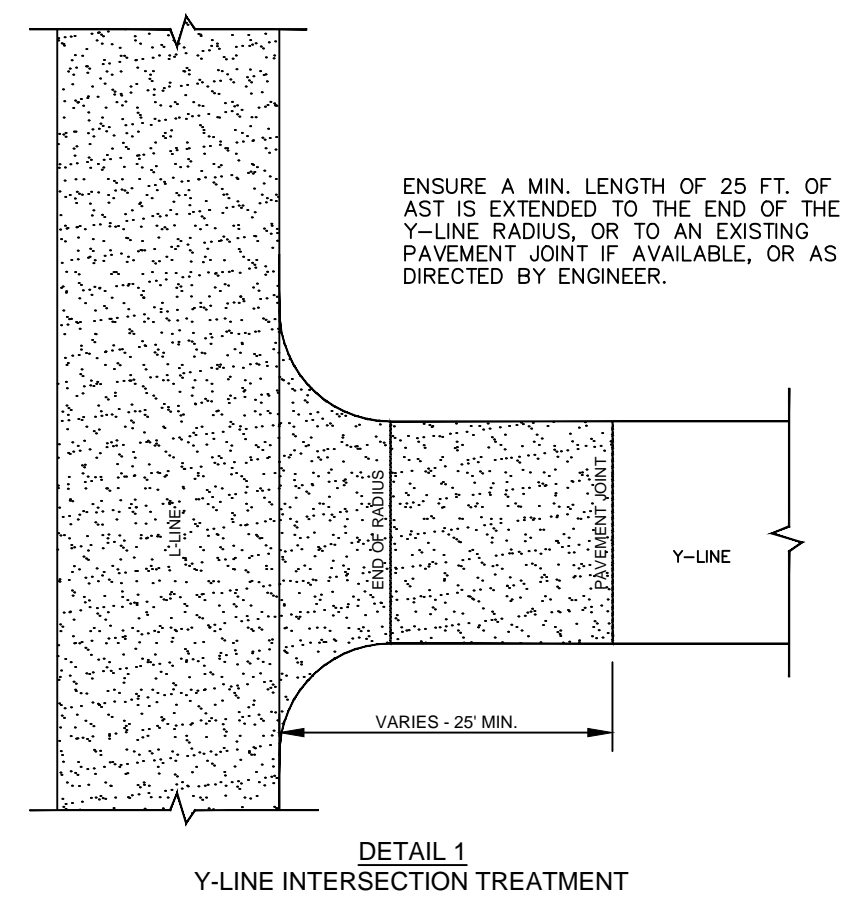 ENSURE A MIN. LENGTH OF 25 FT. OF
AST IS EXTENDED TO THE END OF THE
Y-LINE RADIUS, OR TO AN EXISTING
PAVEMENT JOINT IF AVAILABLE, OR AS
DIRECTED BY ENGINEER.
L-LINE
END OF RADIUS
PAVEMENT JOINT
Y-LINE
VARIES - 25' MIN.
DETAIL 1
Y-LINE INTERSECTION TREATMENT